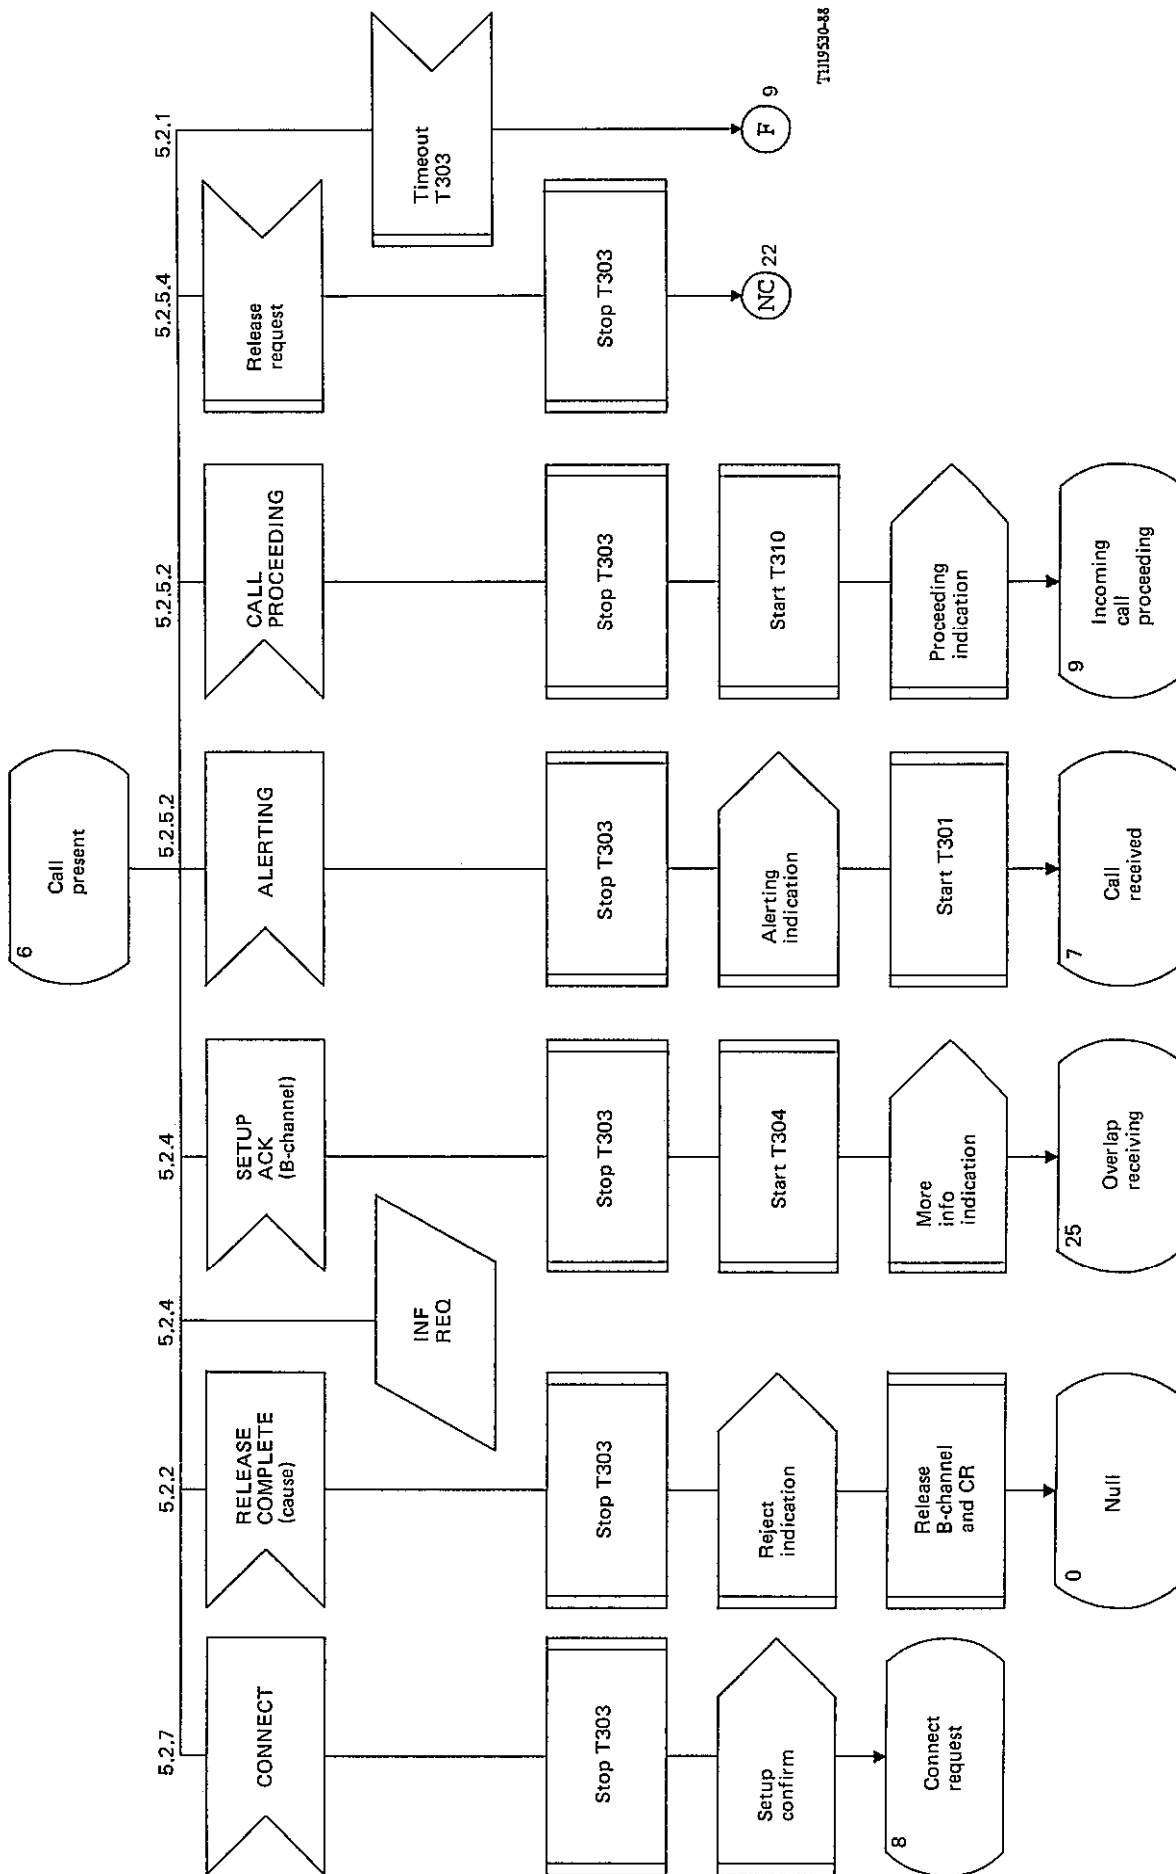 6
Call
present
5.2.7
5.2.2
5.2.4
5.2.4
5.2.5.2
5.2.5.2
5.2.5.4
5.2.1
CONNECT
Stop T303
Setup
confirm
8
Connect
request
RELEASE
COMPLETE
(cause)
Stop T303
Reject
indication
Release
B-channel
and CR
0
Null
INF
REQ
SETUP
ACK
(B-channel)
Stop T303
Start T304
More
info
indication
25
Overlap
receiving
ALERTING
Stop T303
Alerting
indication
Start T301
7
Call
received
CALL
PROCEEDING
Stop T303
Start T310
Proceeding
indication
9
Incoming
call
proceeding
Release
request
Stop T303
NC 22
Timeout
T303
F 9
T1119530-88